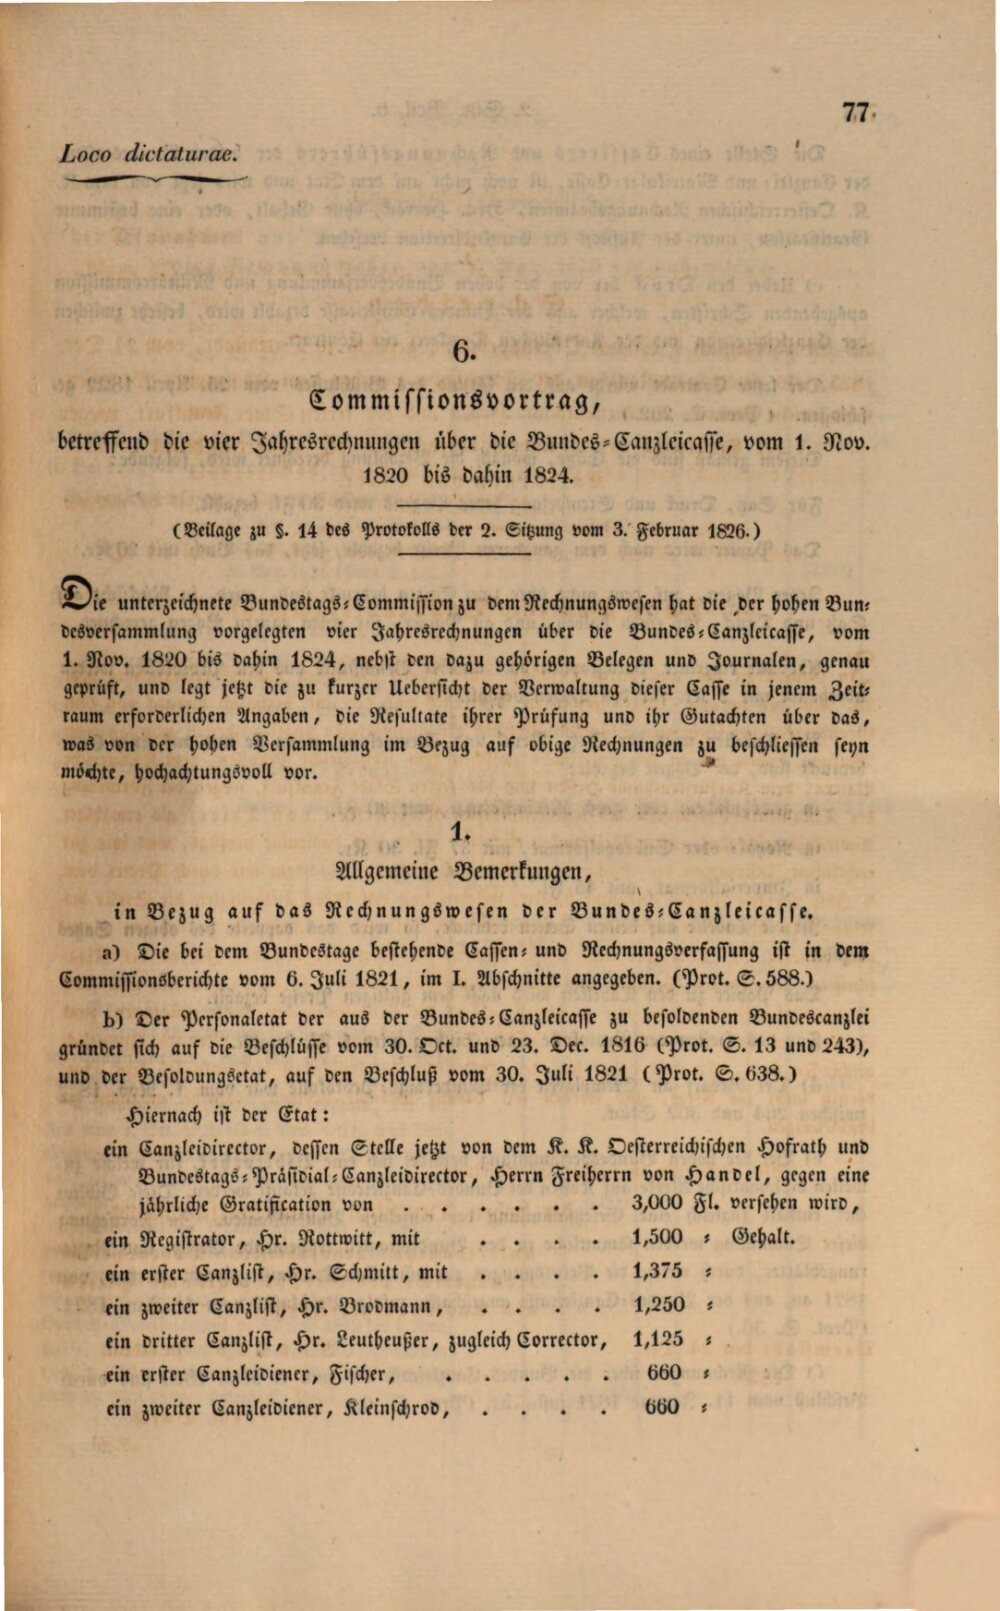 77
Loco dictaturae.
6.
Commissionsvortrag,
betreffend die vier Jahresrechnungen über die Bundes-Canzleicasse, vom 1. Nov.
1820 bis dahin 1824.
(Beilage zu §. 14 des Protokolls der 2. Sitzung vom 3. Februar 1826.)
Die unterzeichnete Bundestags-Commission zu dem Rechnungswesen hat die der hohen Bun-
desversammlung vorgelegten vier Jahresrechnungen über die Bundes-Canzleicasse, vom
1. Nov. 1820 bis dahin 1824, nebst den dazu gehörigen Belegen und Journalen, genau
geprüft, und legt jetzt die zu kurzer Uebersicht der Verwaltung dieser Casse in jenem Zeit-
raum erforderlichen Angaben, die Resultate ihrer Prüfung und ihr Gutachten über das,
was von der hohen Versammlung im Bezug auf obige Rechnungen zu beschliessen seyn
möchte, hochachtungsvoll vor.
1.
Allgemeine Bemerkungen,
in Bezug auf das Rechnungswesen der Bundes-Canzleicasse.
a) Die bei dem Bundestage bestehende Cassen- und Rechnungsverfassung ist in dem
Commissionsberichte vom 6. Juli 1821, im I. Abschnitte angegeben. (Prot. S. 588.)
b) Der Personaletat der aus der Bundes-Canzleicasse zu besoldenden Bundescanzlei
gründet sich auf die Beschlüsse vom 30. Oct. und 23. Dec. 1816 (Prot. S. 13 und 243),
und der Besoldungsetat, auf den Beschluß vom 30. Juli 1821 (Prot. S. 638.)
Hiernach ist der Etat:
ein Canzleidirector, dessen Stelle jetzt von dem K. K. Oesterreichischen Hofrath und
Bundestags-Präsidial-Canzleidirector, Herrn Freiherrn von Handel, gegen eine
jährliche Gratification von . . . . . . 3,000 Fl. versehen wird,
ein Registrator, Hr. Rottwitt, mit . . . . 1,500 „ Gehalt.
ein erster Canzlist, Hr. Schmitt, mit . . . . 1,375 „
ein zweiter Canzlist, Hr. Brodmann, . . . . 1,250 „
ein dritter Canzlist, Hr. Leutheußer, zugleich Corrector, 1,125 „
ein erster Canzleidiener, Fischer, . . . . . 660 „
ein zweiter Canzleidiener, Kleinschrod, . . . . 660 „